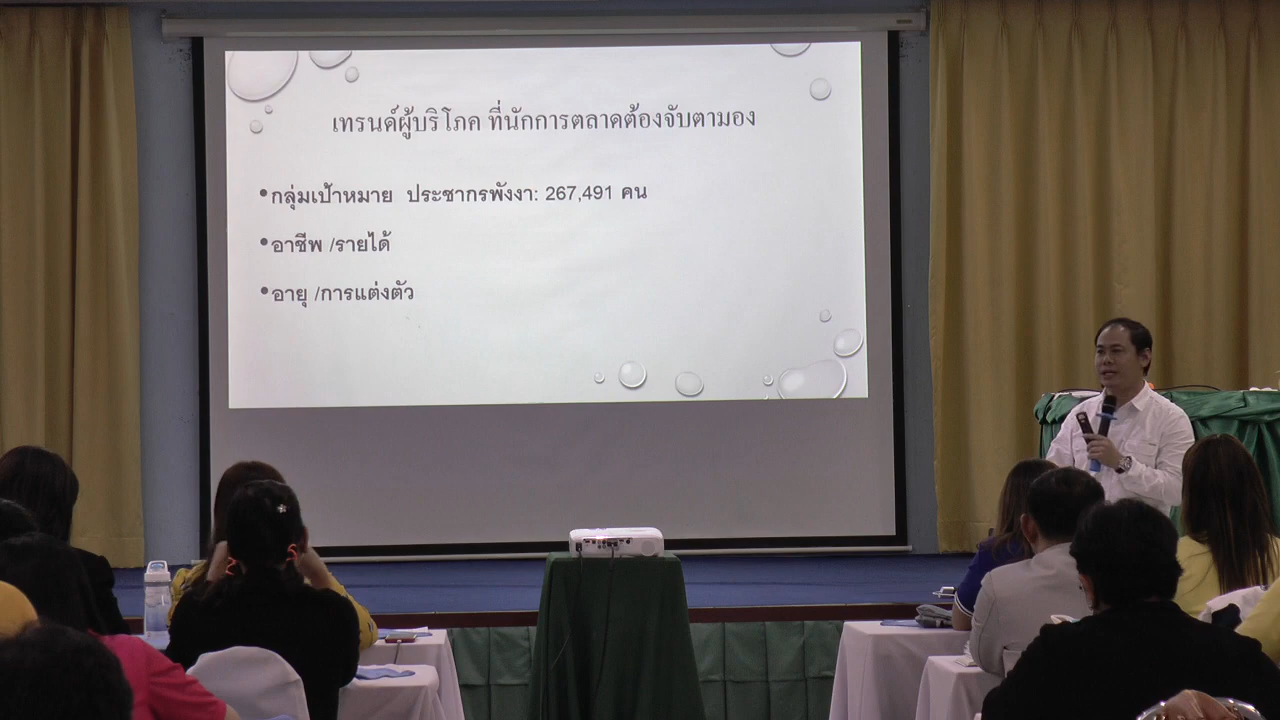 เทรนค์ผู้บริโภค ที่นักการตลาดต้องจับตามอง
•กลุ่มเป้าหมาย ประชากรพังงา: 267,491 คน
•อาชีพ /รายได้
•อายุ /การแต่งตัว